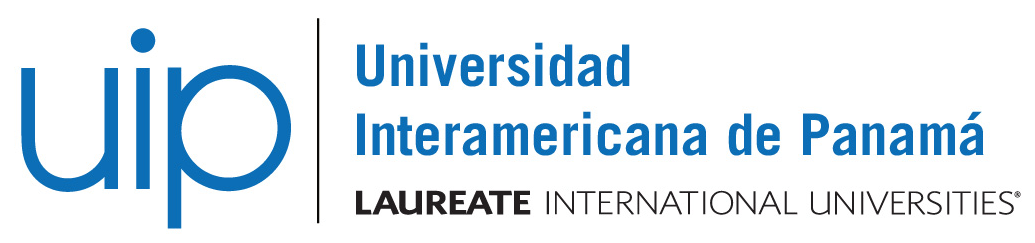 uip
Universidad
Interamericana de Panamá
LAUREATE INTERNATIONAL UNIVERSITIES®